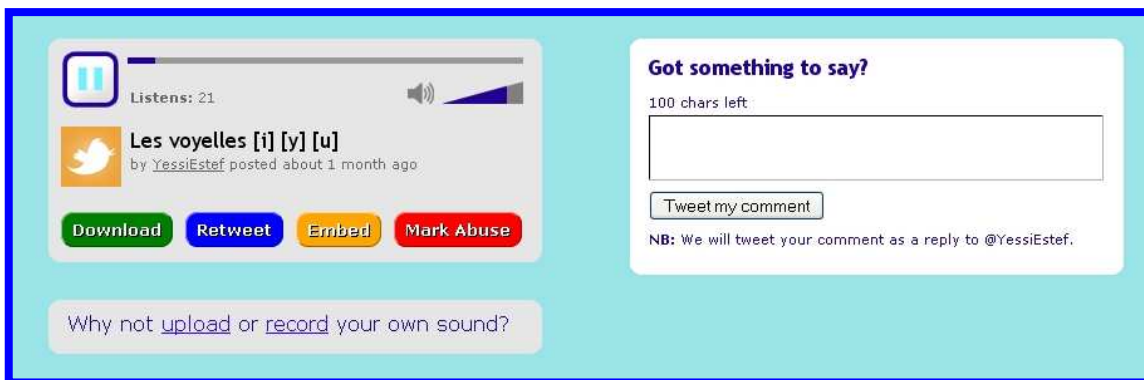 Listens: 21
Les voyelles [i] [y] [u]
by YessiEstef posted about 1 month ago
Download Retweet Embed Mark Abuse
Why not upload or record your own sound?
Got something to say?
100 chars left
Tweet my comment
NB: We will tweet your comment as a reply to @YessiEstef.